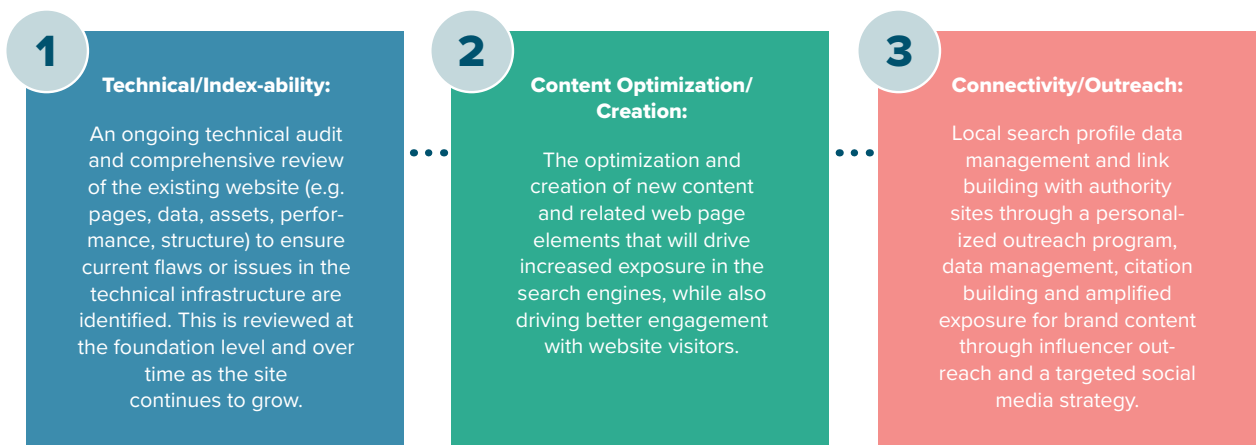 1
Technical/Index-ability:
An ongoing technical audit
and comprehensive review
of the existing website (e.g.
pages, data, assets, perfor-
mance, structure) to ensure
current flaws or issues in the
technical infrastructure are
identified. This is reviewed at
the foundation level and over
time as the site
continues to grow.
2
Content Optimization/
Creation:
The optimization and
creation of new content
and related web page
elements that will drive
increased exposure in the
search engines, while also
driving better engagement
with website visitors.
3
Connectivity/Outreach:
Local search profile data
management and link
building with authority
sites through a personal-
ized outreach program,
data management, citation
building and amplified
exposure for brand content
through influencer out-
reach and a targeted social
media strategy.